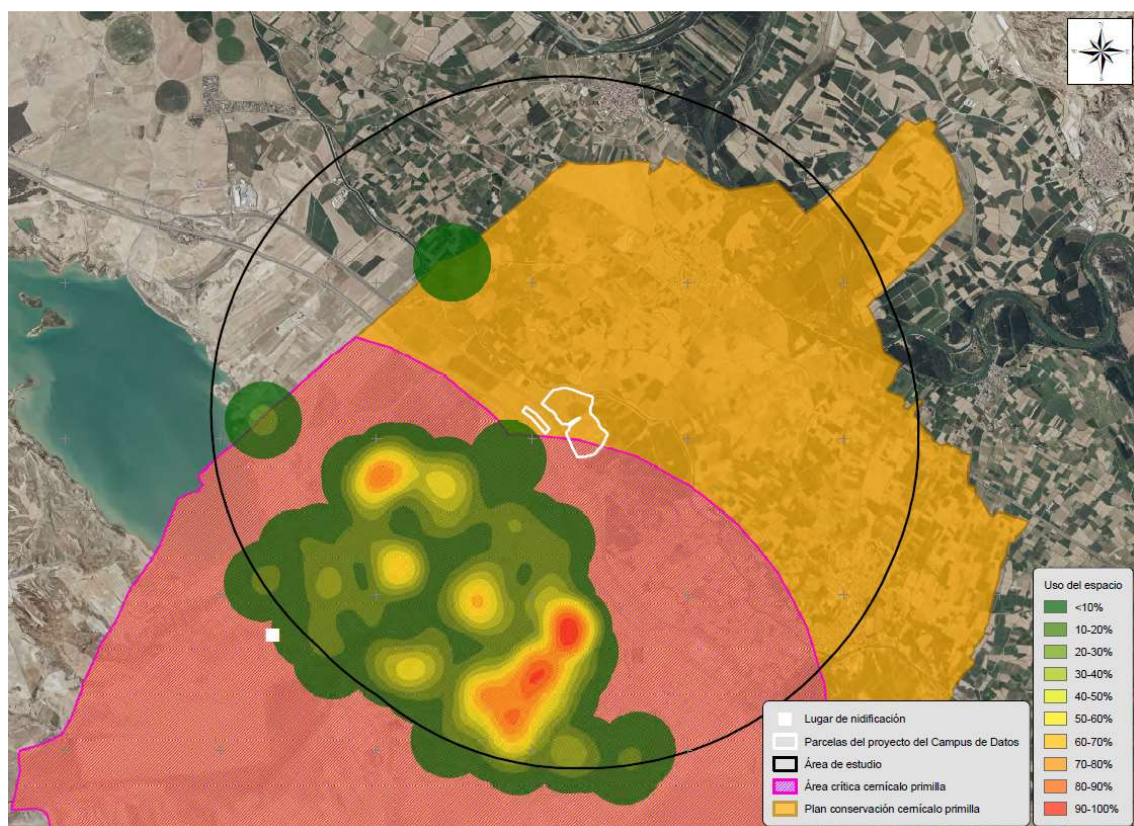 Uso del espacio
<10%
10-20%
20-30%
30-40%
40-50%
50-60%
60-70%
70-80%
80-90%
90-100%
Lugar de nidificación
Parcelas del proyecto del Campus de Datos
Área de estudio
Área crítica cernícalo primilla
Plan conservación cernícalo primilla